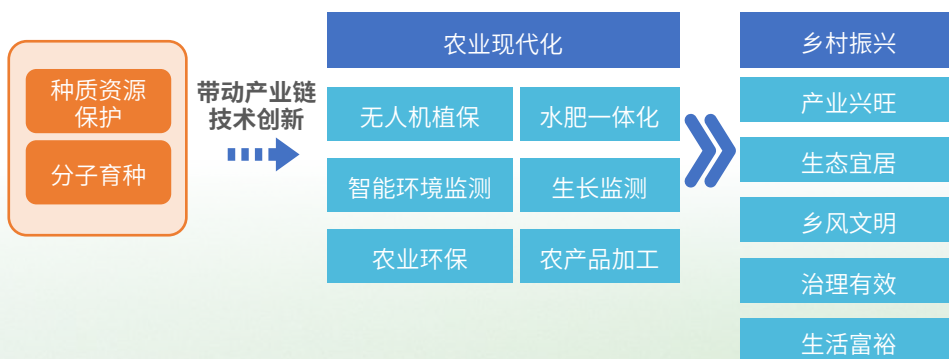 种质资源
保护
分子育种
带动产业链
技术创新
农业现代化
无人机植保
水肥一体化
智能环境监测
生长监测
农业环保
农产品加工
乡村振兴
产业兴旺
生态宜居
乡风文明
治理有效
生活富裕